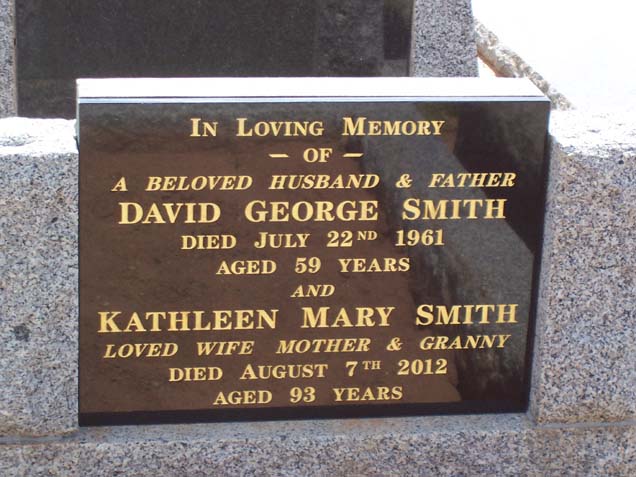 In Loving Memory
— OF —
A BELOVED HUSBAND & FATHER
DAVID GEORGE SMITH
DIED JULY 22ND 1961
AGED 59 YEARS
AND
KATHLEEN MARY SMITH
LOVED WIFE MOTHER & GRANNY
DIED AUGUST 7TH 2012
AGED 93 YEARS